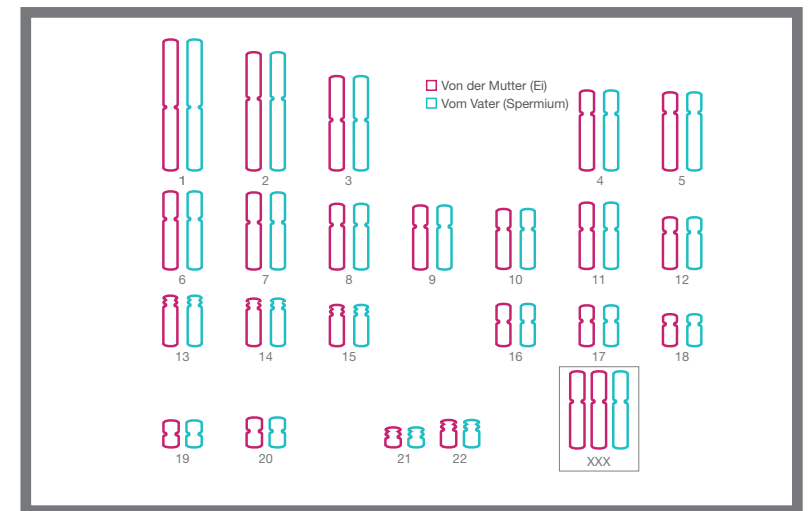 Von der Mutter (Ei)
Vom Vater (Spermium)
1 2 3 4 5
6 7 8 9 10 11 12
13 14 15 16 17 18
19 20 21 22 XXX